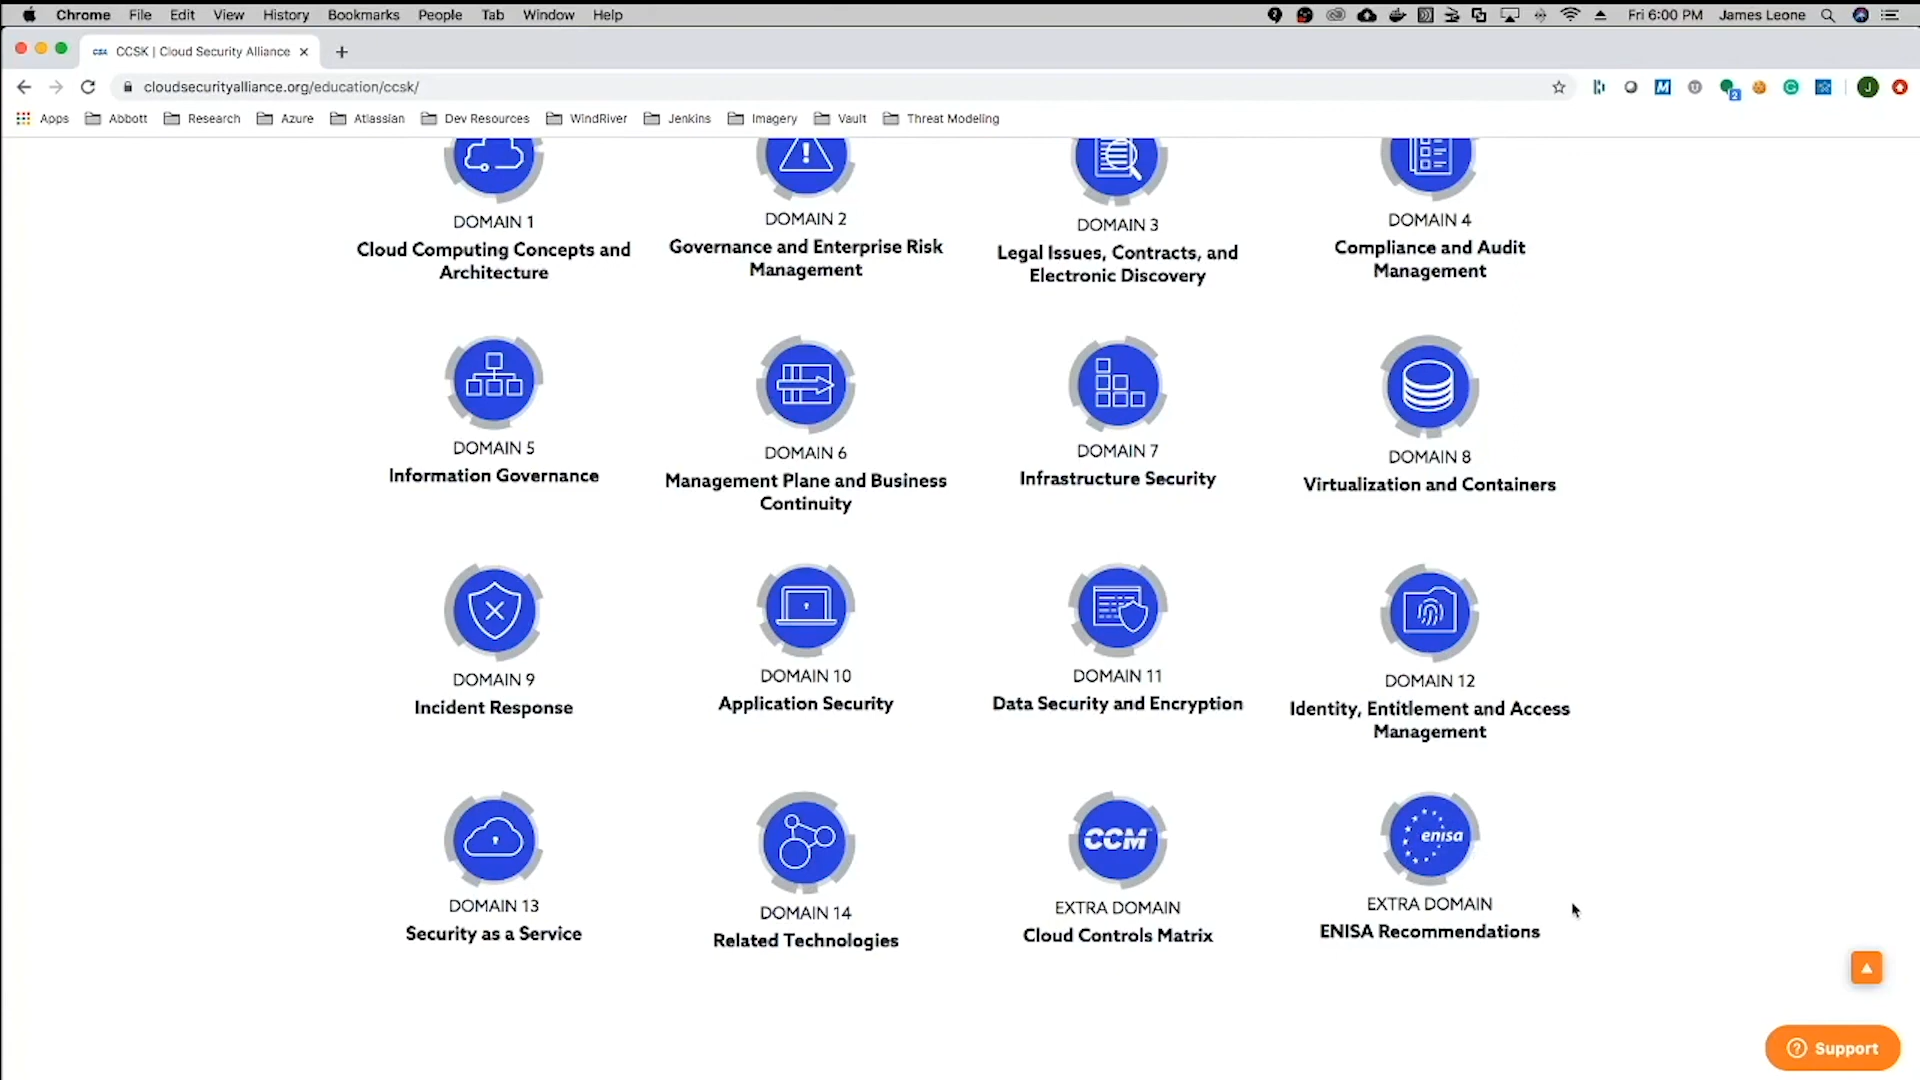 Chrome File Edit View History Bookmarks People Tab Window Help Fri 6:00 PM James Leone
CSA CCSK | Cloud Security Alliance
cloudsecurityalliance.org/education/ccsk/
2 J
Apps Abbott Research Azure Atlassian Dev Resources WindRiver Jenkins Imagery Vault Threat Modeling
DOMAIN 1
Cloud Computing Concepts and
Architecture
DOMAIN 2
Governance and Enterprise Risk
Management
DOMAIN 3
Legal Issues, Contracts, and
Electronic Discovery
DOMAIN 4
Compliance and Audit
Management
DOMAIN 5
Information Governance
DOMAIN 6
Management Plane and Business
Continuity
DOMAIN 7
Infrastructure Security
DOMAIN 8
Virtualization and Containers
DOMAIN 9
Incident Response
DOMAIN 10
Application Security
DOMAIN 11
Data Security and Encryption
DOMAIN 12
Identity, Entitlement and Access
Management
DOMAIN 13
Security as a Service
DOMAIN 14
Related Technologies
CCM™
EXTRA DOMAIN
Cloud Controls Matrix
enisa
EXTRA DOMAIN
ENISA Recommendations
Support